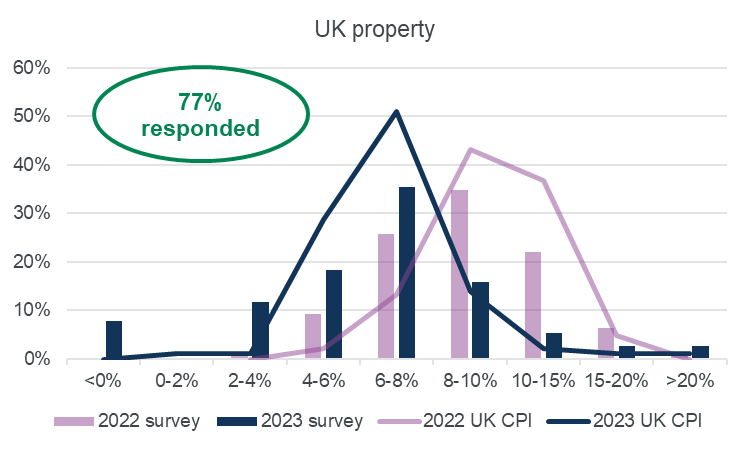 UK property
60%
77%
responded
50%
40%
30%
20%
10%
0%
<0% 0-2% 2-4% 4-6% 6-8% 8-10% 10-15% 15-20% >20%
2022 survey 2023 survey 2022 UK CPI 2023 UK CPI